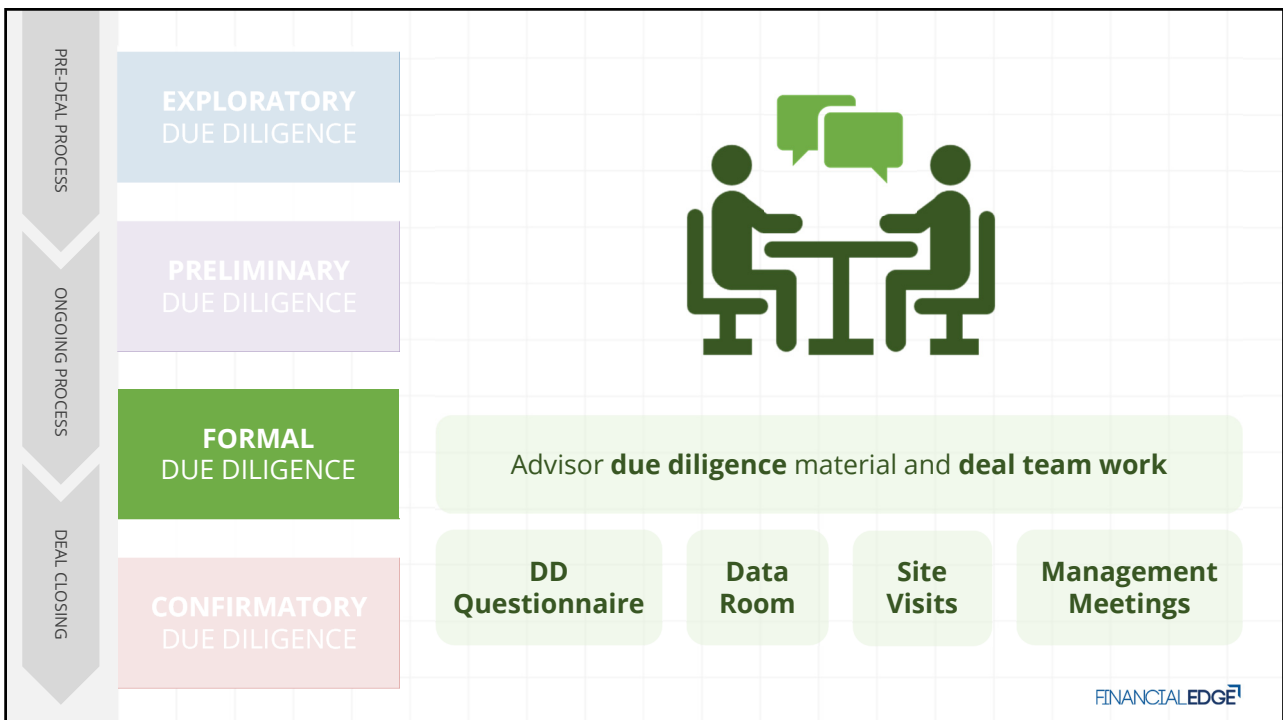 PRE-DEAL PROCESS
ONGOING PROCESS
DEAL CLOSING
EXPLORATORY
DUE DILIGENCE
PRELIMINARY
DUE DILIGENCE
FORMAL
DUE DILIGENCE
CONFIRMATORY
DUE DILIGENCE
Advisor due diligence material and deal team work
DD
Questionnaire
Data
Room
Site
Visits
Management
Meetings
FINANCIALEDGE